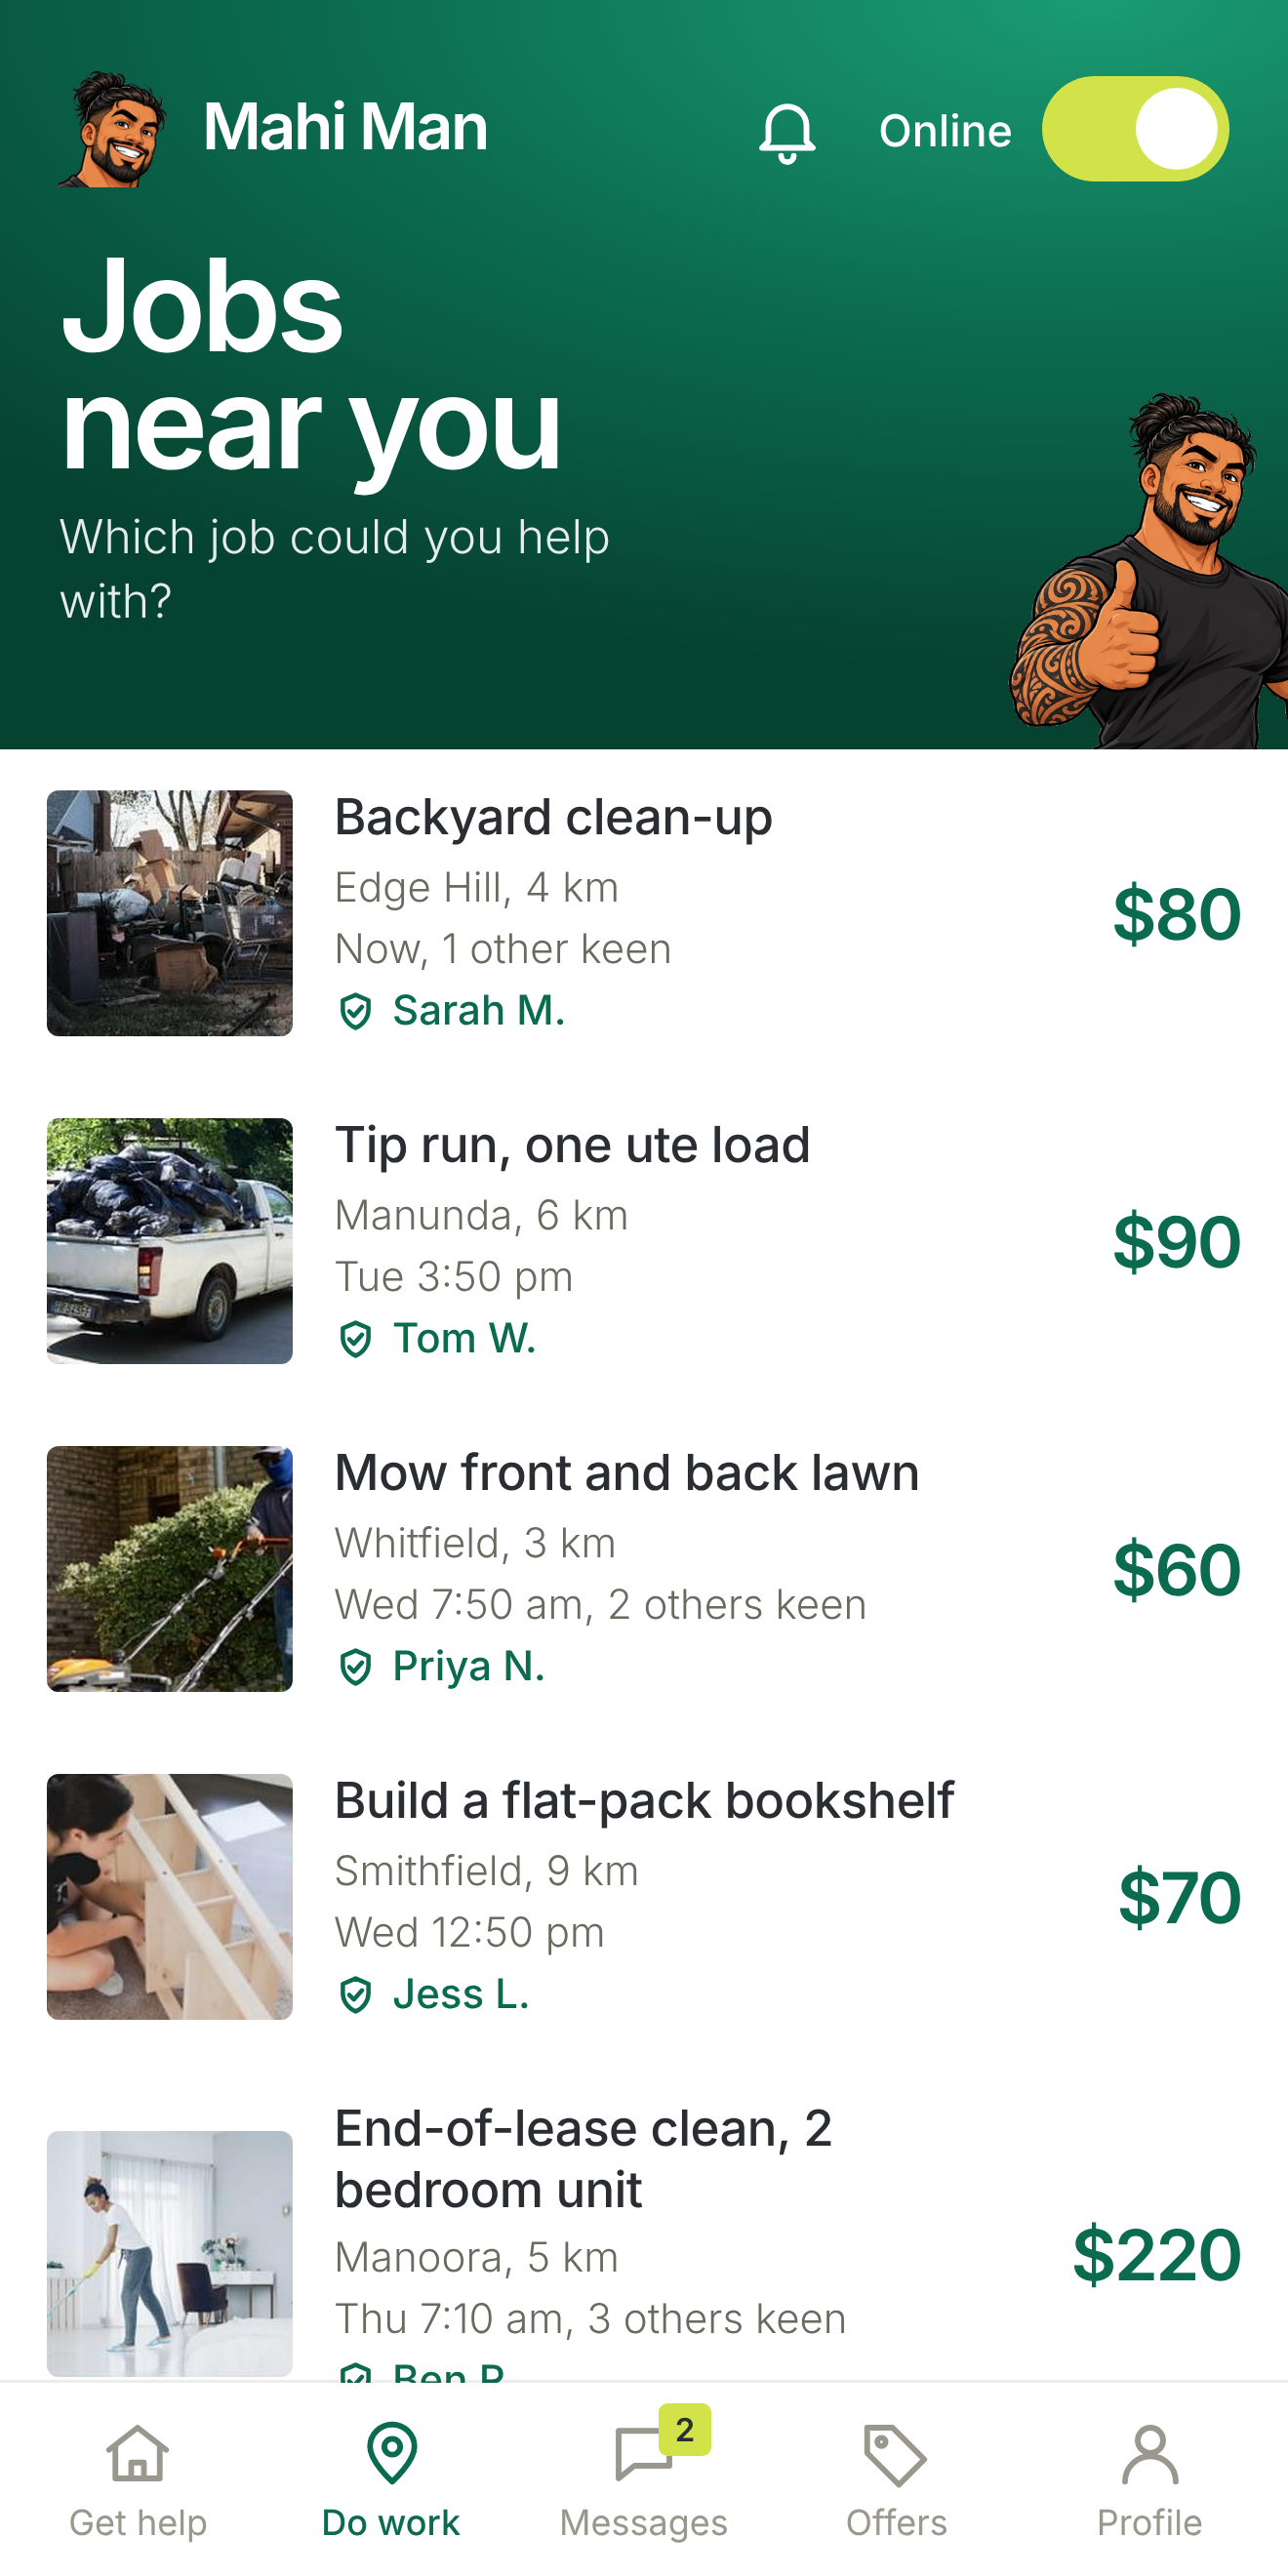 Mahi Man
Online
Jobs
near you
Which job could you help
with?
Backyard clean-up
Edge Hill, 4 km
Now, 1 other keen
Sarah M.
$80
Tip run, one ute load
Manunda, 6 km
Tue 3:50 pm
Tom W.
$90
Mow front and back lawn
Whitfield, 3 km
Wed 7:50 am, 2 others keen
Priya N.
$60
Build a flat-pack bookshelf
Smithfield, 9 km
Wed 12:50 pm
Jess L.
$70
End-of-lease clean, 2
bedroom unit
Manoora, 5 km
Thu 7:10 am, 3 others keen
Ben
$220
2
Get help
Do work
Messages
Offers
Profile